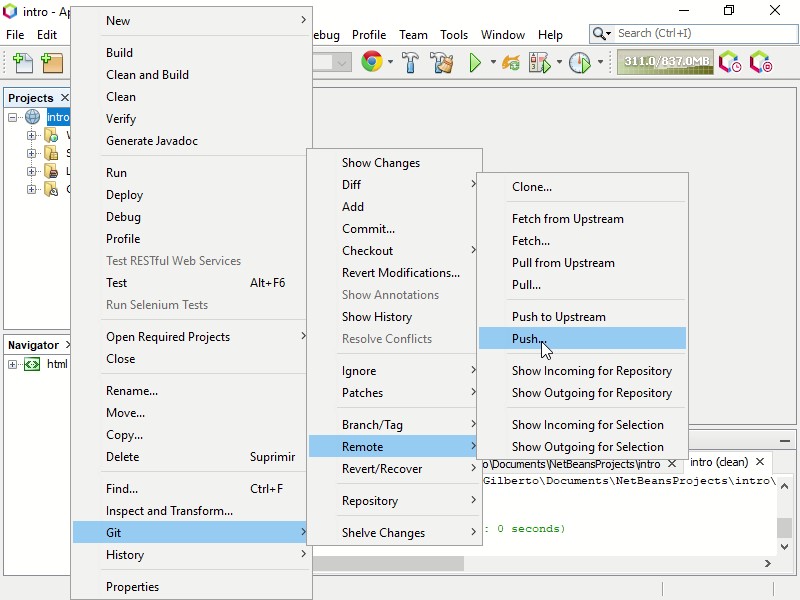 intro - Ap
File Edit
ebug Profile Team Tools Window Help
Search (Ctrl+I)
311.0/837.0MB
Projects
intro
Navigator
html
New
Build
Clean and Build
Clean
Verify
Generate Javadoc
Run
Deploy
Debug
Profile
Test RESTful Web Services
Test Alt+F6
Run Selenium Tests
Open Required Projects
Close
Rename...
Move...
Copy...
Delete Suprimir
Find... Ctrl+F
Inspect and Transform...
Git
History
Properties
Show Changes
Diff
Add
Commit...
Checkout
Revert Modifications...
Show Annotations
Show History
Resolve Conflicts
Ignore
Patches
Branch/Tag
Remote
Revert/Recover
Repository
Shelve Changes
Clone...
Fetch from Upstream
Fetch...
Pull from Upstream
Pull...
Push to Upstream
Push...
Show Incoming for Repository
Show Outgoing for Repository
Show Incoming for Selection
Show Outgoing for Selection
o\Documents\NetBeansProjects\intro
intro (clean)
Gilberto\Documents\NetBeansProjects\intro\
: 0 seconds)